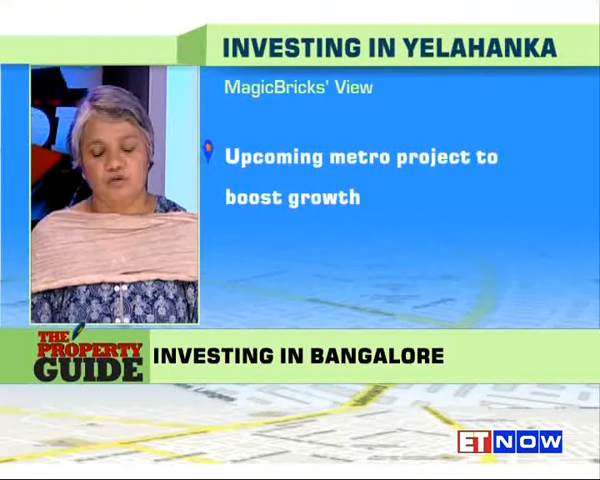 INVESTING IN YELAHANKA
MagicBricks' View
Upcoming metro project to
boost growth
THE
PROPERTY
GUIDE
INVESTING IN BANGALORE
ET NOW